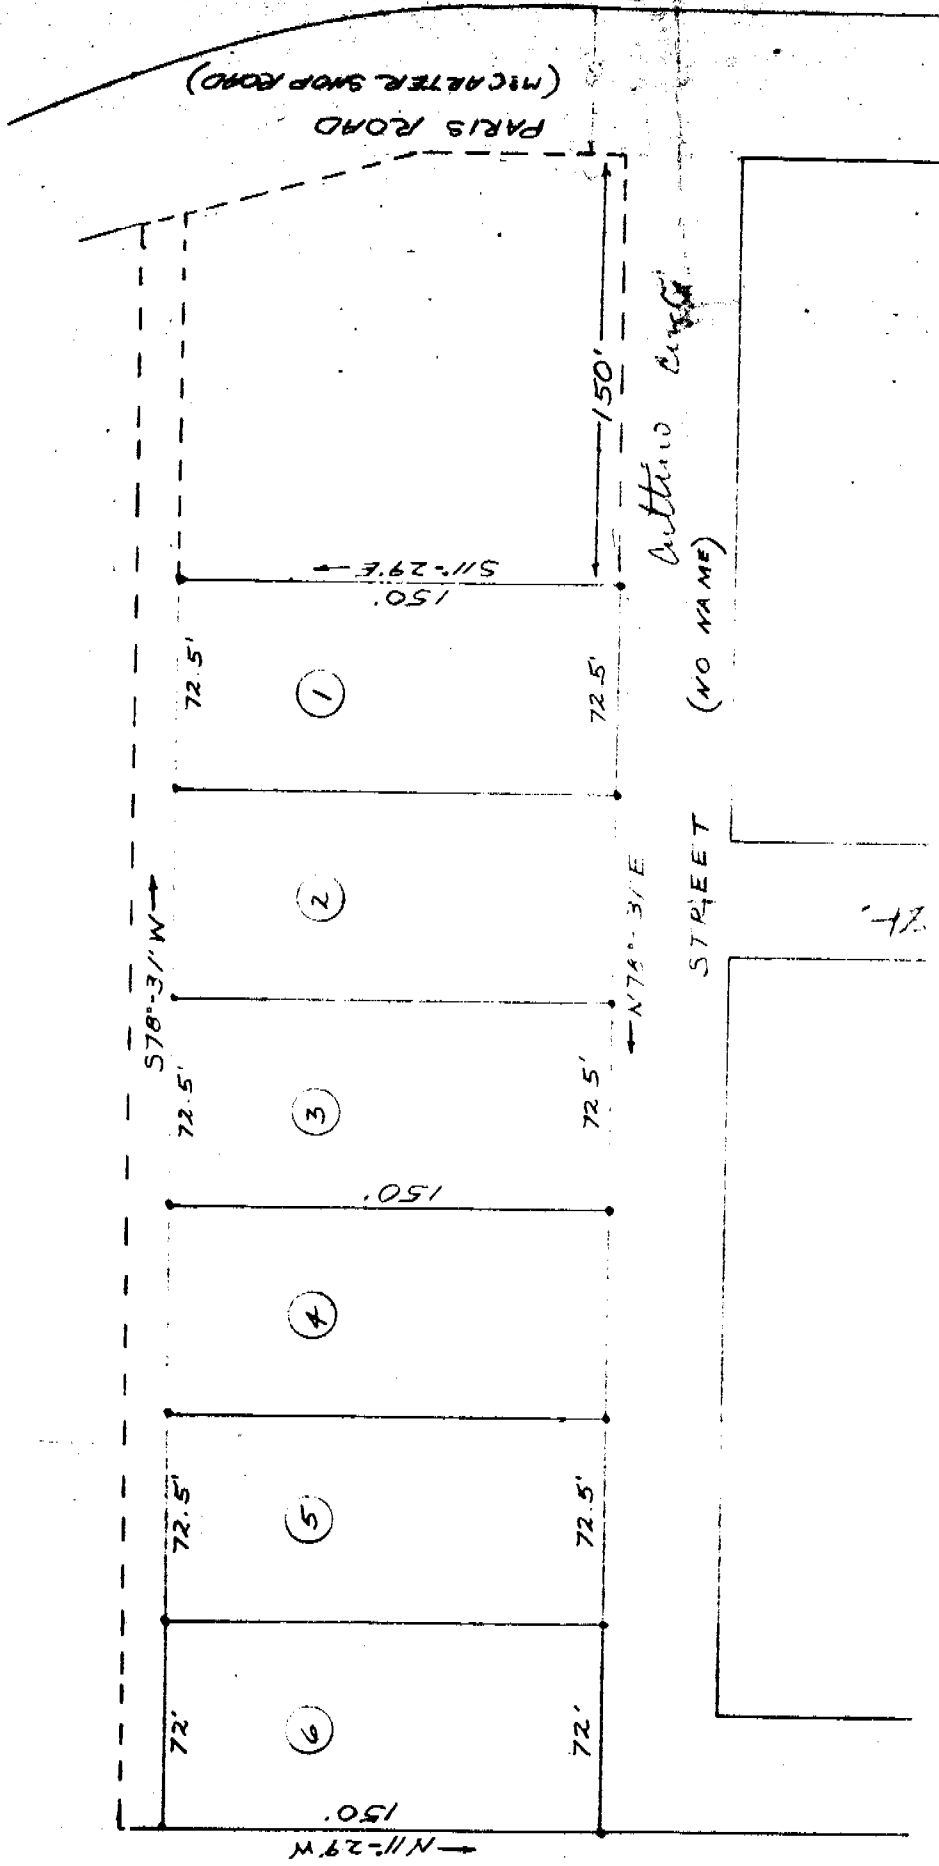 (McCARTER SHOP ROAD)
PARIS ROAD
150'
S11°-29'E
150'
72.5'
1
72.5'
(NO NAME)
STREET
2
S78°-31'W
N78°-31'E
72.5'
3
72.5'
150'
4
72.5'
5
72.5'
72'
6
72'
150'
N11°-29'W